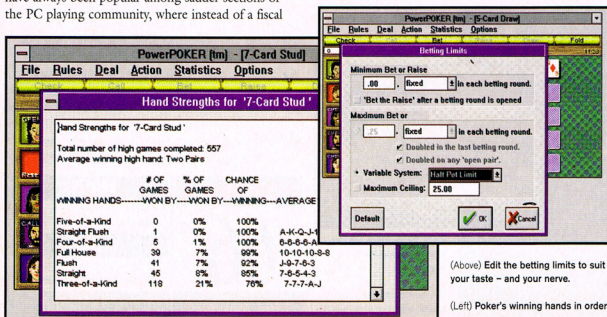 have always been popular among sadder sections of
the PC playing community, where instead of a fiscal
PowerPOKER [tm] - [7-Card Stud]
File Rules Deal Action Statistics Options
Hand Strengths for '7-Card Stud '
Hand Strengths for '7-Card Stud '
Total number of high games completed: 557
Average winning high hand: Two Pairs
# OF % OF CHANCE
GAMES GAMES OF
WINNING HANDS-------WON BY----WON BY----WINNING---AVERAGE
Five-of-a-Kind 0 0% 100%
Straight Flush 1 0% 100% A-K-Q-J-1
Four-of-a-Kind 5 1% 100% 6-6-6-6-A
Full House 39 7% 99% 10-10-10-8-8
Flush 41 7% 92% J-9-7-6-3
Straight 45 8% 85% 7-6-5-4-3
Three-of-a-Kind 118 21% 76% 7-7-7-A-J
PowerPOKER [tm] - [5-Card Draw]
File Rules Deal Action Statistics Options
Check Bet Fold
Betting Limits
Minimum Bet or Raise
.00 , fixed in each betting round.
'Bet the Raise' after a betting round is opened
Maximum Bet or
.25 , fixed in each betting round.
Doubled in the last betting round.
Doubled on any 'open pair'.
Variable System: Half Pot Limit
Maximum Ceiling: 25.00
Default OK Cancel
(Above) Edit the betting limits to suit
your taste – and your nerve.
(Left) Poker's winning hands in order